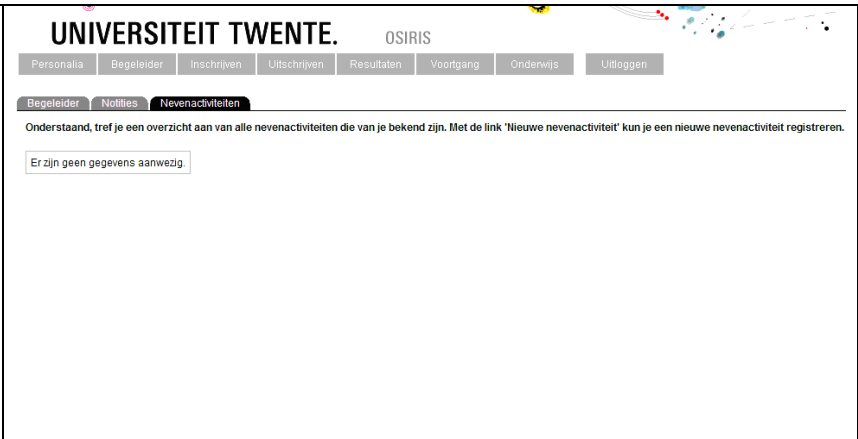 UNIVERSITEIT TWENTE. OSIRIS
Personalia Begeleider Inschrijven Uitschrijven Resultaten Voortgang Onderwijs Uitloggen
Begeleider Notities Nevenactiviteiten
Onderstaand, tref je een overzicht aan van alle nevenactiviteiten die van je bekend zijn. Met de link 'Nieuwe nevenactiviteit' kun je een nieuwe nevenactiviteit registreren.
Er zijn geen gegevens aanwezig.